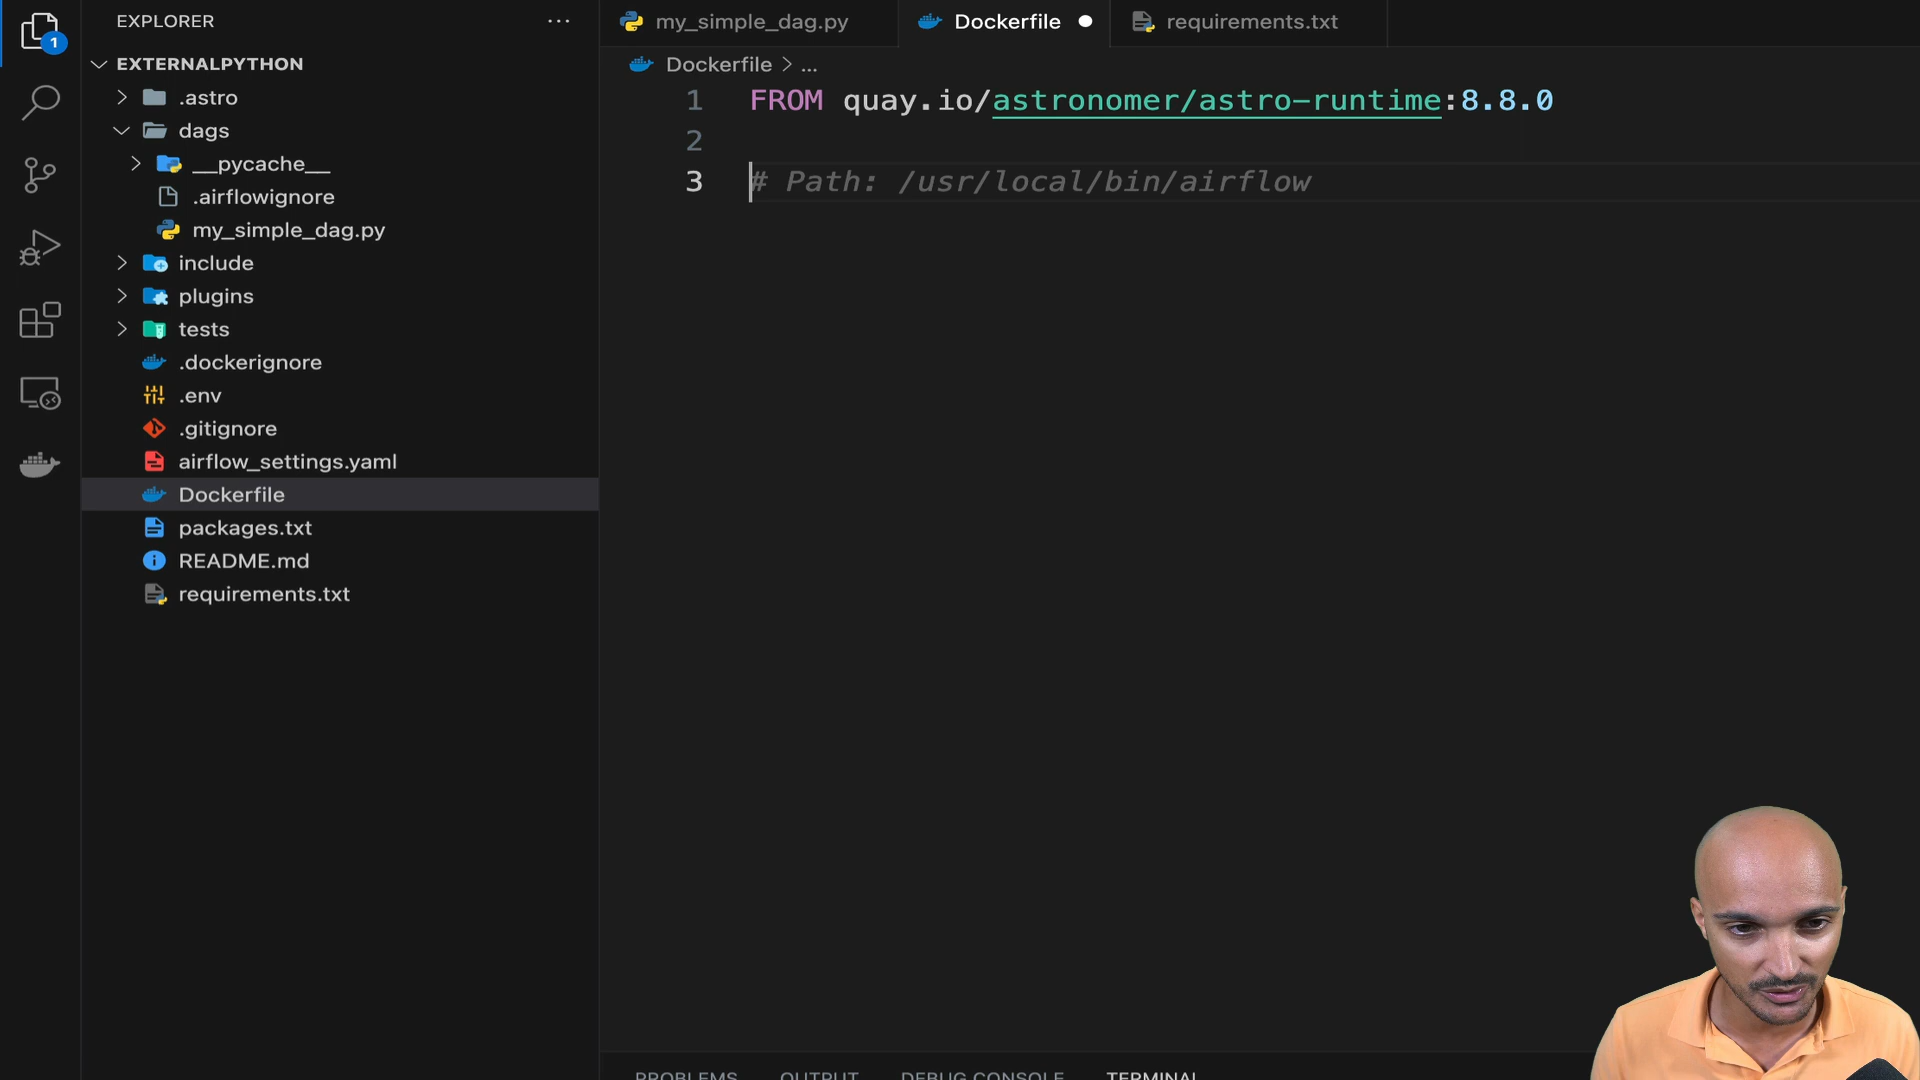 EXPLORER
...
1
EXTERNALPYTHON
.astro
dags
__pycache__
.airflowignore
my_simple_dag.py
include
plugins
tests
.dockerignore
.env
.gitignore
airflow_settings.yaml
Dockerfile
packages.txt
README.md
requirements.txt
my_simple_dag.py
Dockerfile
requirements.txt
Dockerfile > ...
1 FROM quay.io/astronomer/astro-runtime:8.8.0
2
3 # Path: /usr/local/bin/airflow
PROBLEMS OUTPUT DEBUG CONSOLE TERMINAL